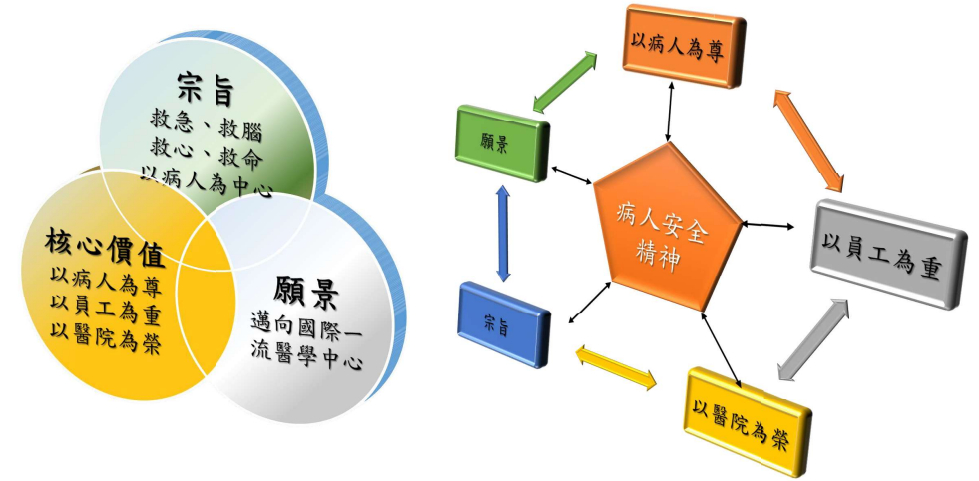 宗旨
救急、救腦
救心、救命
以病人為中心
核心價值
以病人為尊
以員工為重
以醫院為榮
願景
邁向國際一
流醫學中心
以病人為尊
願景
病人安全
精神
以員工為重
宗旨
以醫院為榮